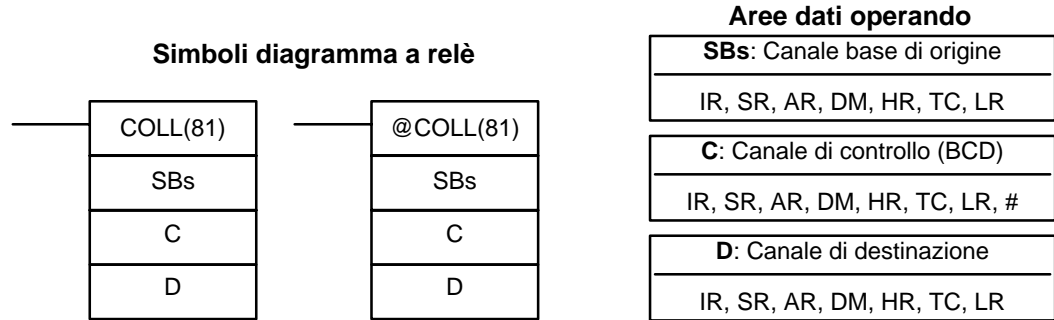 Simboli diagramma a relè
COLL(81)
SBs
C
D
@COLL(81)
SBs
C
D
Aree dati operando
SBs: Canale base di origine
IR, SR, AR, DM, HR, TC, LR
C: Canale di controllo (BCD)
IR, SR, AR, DM, HR, TC, LR, #
D: Canale di destinazione
IR, SR, AR, DM, HR, TC, LR